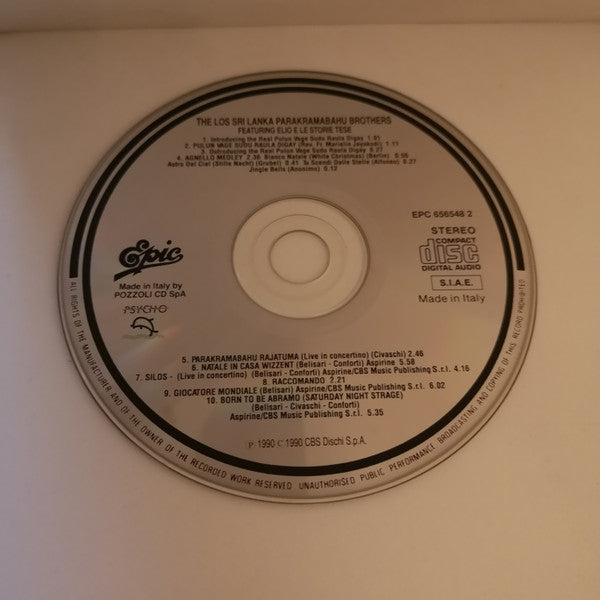 THE LOS SRI LANKA PARAKRAMABAHU BROTHERS
FEATURING ELIO E LE STORIE TESE
1. Introducing the Real Polun Vage Sudu Raula Digay 1.01
2. PULUN VAGE SUDU RAULA DIGAY (Rev. Fr. Marielin Jayakodi) 1.11
3. Outroducing the Real Polun Vage Sudu Raula Digay 0.27
4. AGNELLO MEDLEY 2.36 Bianco Natale (White Christmas) (Berlin) 0.56
Astro Del Ciel (Stille Nacht) (Gruber) 0.41 Tu Scendi Dalle Stelle (Alfonso) 0.27
Jingle Bells (Anonimo) 0.12
EPC 656548 2
STEREO
COMPACT
disc
DIGITAL AUDIO
S.I.A.E.
Made in Italy
Epic
Made in Italy by
POZZOLI CD SpA
PSYCHO
5. PARAKRAMABAHU RAJATUMA (Live in concertino) (Civaschi) 2.46
6. NATALE IN CASA WIZZENT (Belisari - Conforti) Aspirine 5.58
7. SILOS - (Live in concertino) (Belisari - Conforti) Aspirine/CBS Music Publishing S.r.l. 4.16
8. RACCOMANDO 2.21
9. GIOCATORE MONDIALE (Belisari) Aspirine/CBS Music Publishing S.r.l. 6.02
10. BORN TO BE ABRAMO (SATURDAY NIGHT STRAGE)
(Belisari - Civaschi - Conforti)
Aspirine/CBS Music Publishing S.r.l. 5.35
℗ 1990 © 1990 CBS Dischi S.p.A.
ALL RIGHTS OF THE MANUFACTURER AND OF THE OWNER OF THE RECORDED WORK RESERVED UNAUTHORISED PUBLIC PERFORMANCE BROADCASTING AND COPYING OF THIS RECORD PROHIBITED